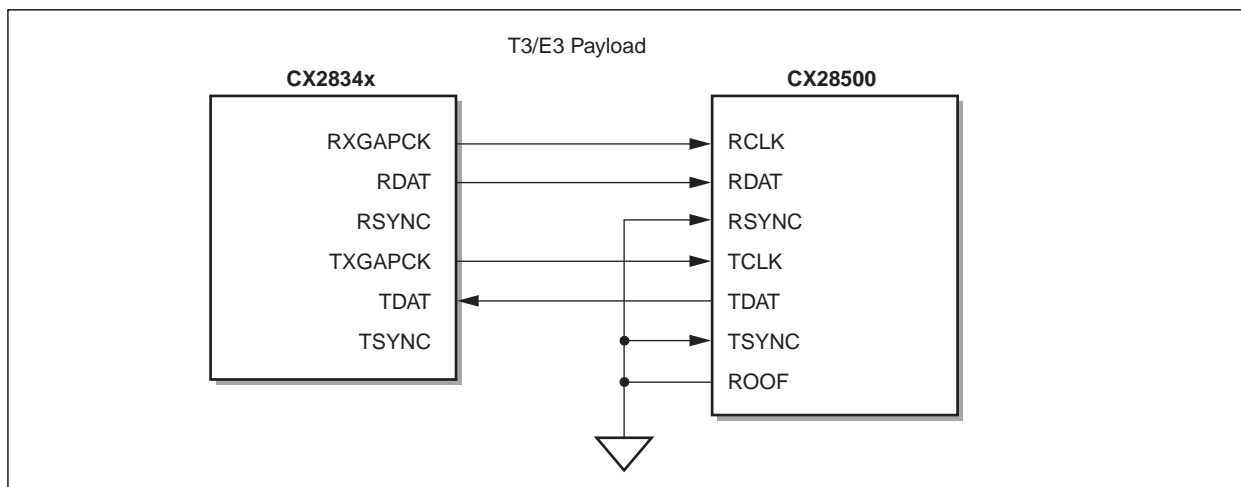 T3/E3 Payload
CX2834x
CX28500
RXGAPCK
RCLK
RDAT
RDAT
RSYNC
RSYNC
TXGAPCK
TCLK
TDAT
TDAT
TSYNC
TSYNC
ROOF